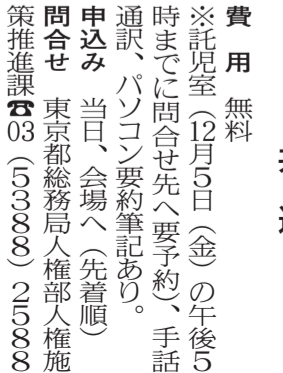 費　用　無料
※託児室（12月５日（金）の午後５
時までに問合せ先へ要予約）、手話
通訳、パソコン要約筆記あり。
申込み　当日、会場へ（先着順）
問合せ　東京都総務局人権部人権施
策推進課☎03（5388）2588